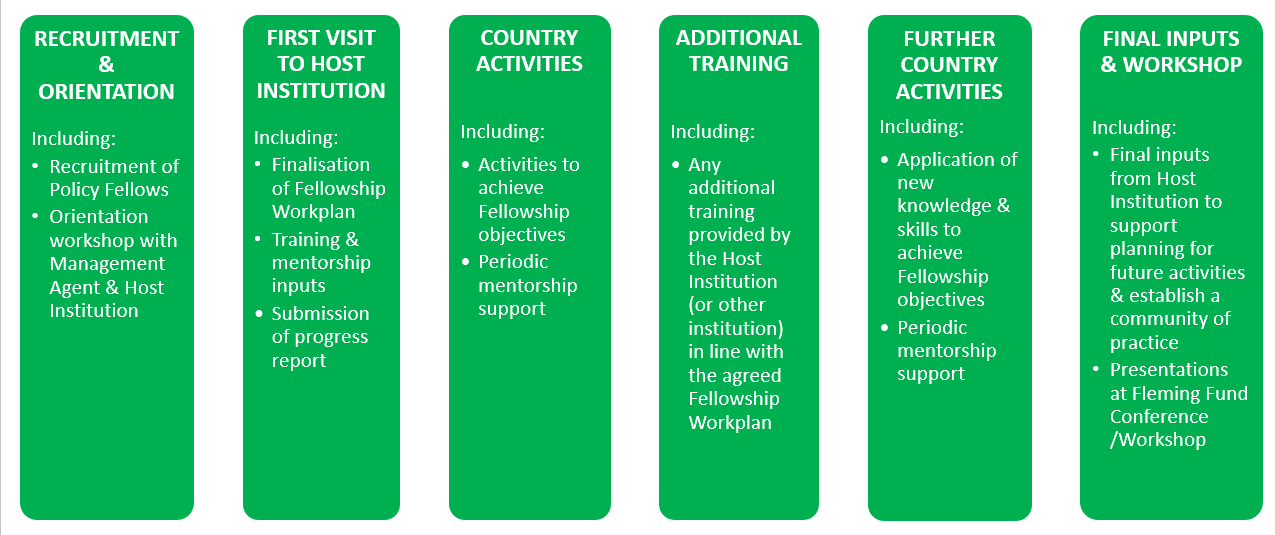 RECRUITMENT
&
ORIENTATION
Including:
• Recruitment of
Policy Fellows
• Orientation
workshop with
Management
Agent & Host
Institution
FIRST VISIT
TO HOST
INSTITUTION
Including:
• Finalisation
of Fellowship
Workplan
• Training &
mentorship
inputs
• Submission
of progress
report
COUNTRY
ACTIVITIES
Including:
• Activities to
achieve
Fellowship
objectives
• Periodic
mentorship
support
ADDITIONAL
TRAINING
Including:
• Any
additional
training
provided by
the Host
Institution
(or other
institution)
in line with
the agreed
Fellowship
Workplan
FURTHER
COUNTRY
ACTIVITIES
Including:
• Application of
new
knowledge &
skills to
achieve
Fellowship
objectives
• Periodic
mentorship
support
FINAL INPUTS
& WORKSHOP
Including:
• Final inputs
from Host
Institution to
support
planning for
future activities
& establish a
community of
practice
• Presentations
at Fleming Fund
Conference
/Workshop